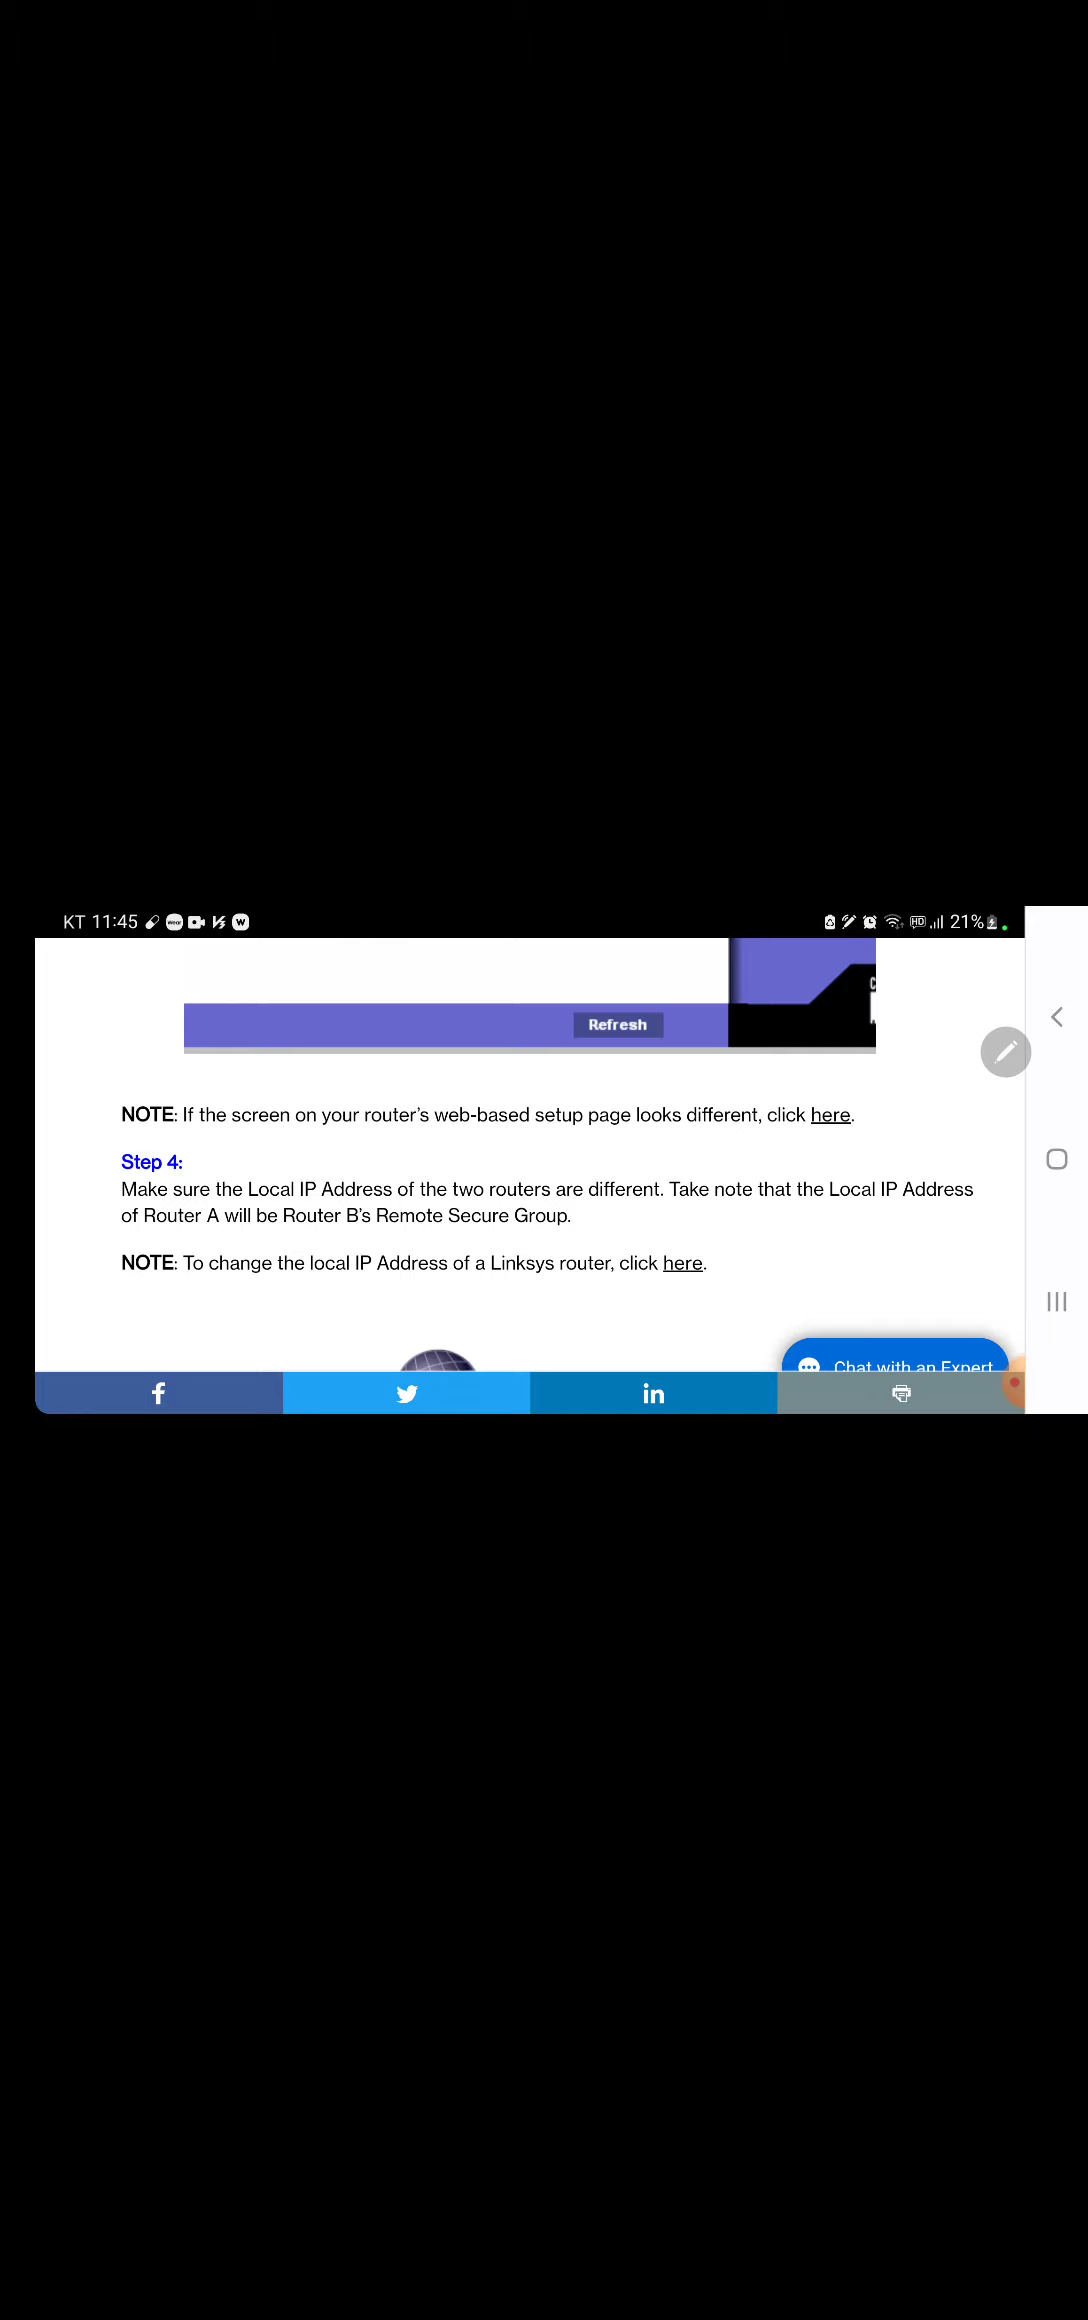 KT 11:45
HD 21%
Refresh
NOTE: If the screen on your router’s web-based setup page looks different, click here.
Step 4:
Make sure the Local IP Address of the two routers are different. Take note that the Local IP Address
of Router A will be Router B’s Remote Secure Group.
NOTE: To change the local IP Address of a Linksys router, click here.
Chat with an Expert